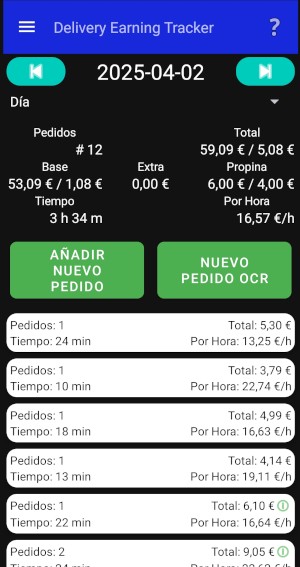 Delivery Earning Tracker ?
2025-04-02
Día
Pedidos Total
# 12 59,09 € / 5,08 €
Base Extra Propina
53,09 € / 1,08 € 0,00 € 6,00 € / 4,00 €
Tiempo Por Hora
3 h 34 m 16,57 €/h
AÑADIR
NUEVO
PEDIDO
NUEVO
PEDIDO OCR
Pedidos: 1 Total: 5,30 €
Tiempo: 24 min Por Hora: 13,25 €/h
Pedidos: 1 Total: 3,79 €
Tiempo: 10 min Por Hora: 22,74 €/h
Pedidos: 1 Total: 4,99 €
Tiempo: 18 min Por Hora: 16,63 €/h
Pedidos: 1 Total: 4,14 €
Tiempo: 13 min Por Hora: 19,11 €/h
Pedidos: 1 Total: 6,10 €
Tiempo: 22 min Por Hora: 16,64 €/h
Pedidos: 2 Total: 9,05 €